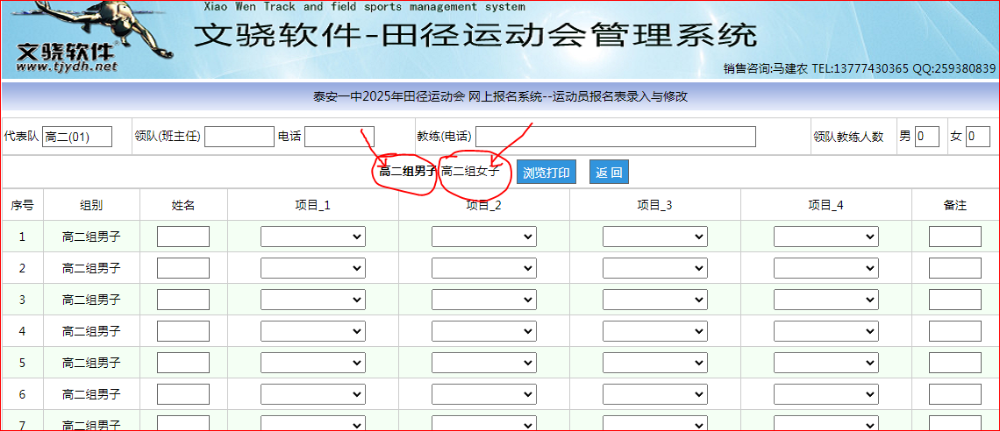 Xiao Wen Track and field sports management system
文骁软件-田径运动会管理系统
文骁软件
www.tjydh.net
销售咨询:马建农 TEL:13777430365 QQ:259380839
泰安一中2025年田径运动会 网上报名系统--运动员报名表录入与修改
代表队 高二(01) 领队(班主任) 电话 教练(电话) 领队教练人数 男 0 女 0
高二组男子 高二组女子 浏览打印 返 回
序号 组别 姓名 项目_1 项目_2 项目_3 项目_4 备注
1 高二组男子
2 高二组男子
3 高二组男子
4 高二组男子
5 高二组男子
6 高二组男子
7 高二组男子